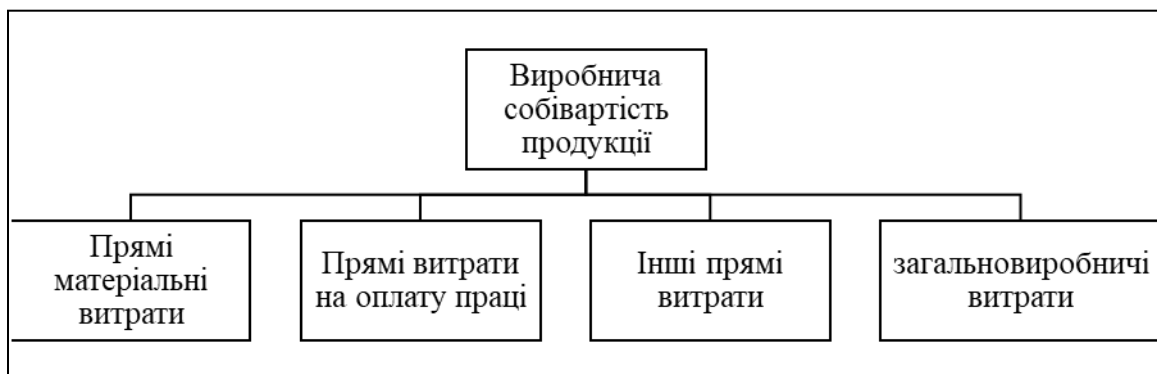 Виробнича
собівартість
продукції
Прямі
матеріальні
витрати
Прямі витрати
на оплату праці
Інші прямі
витрати
загальновиробничі
витрати